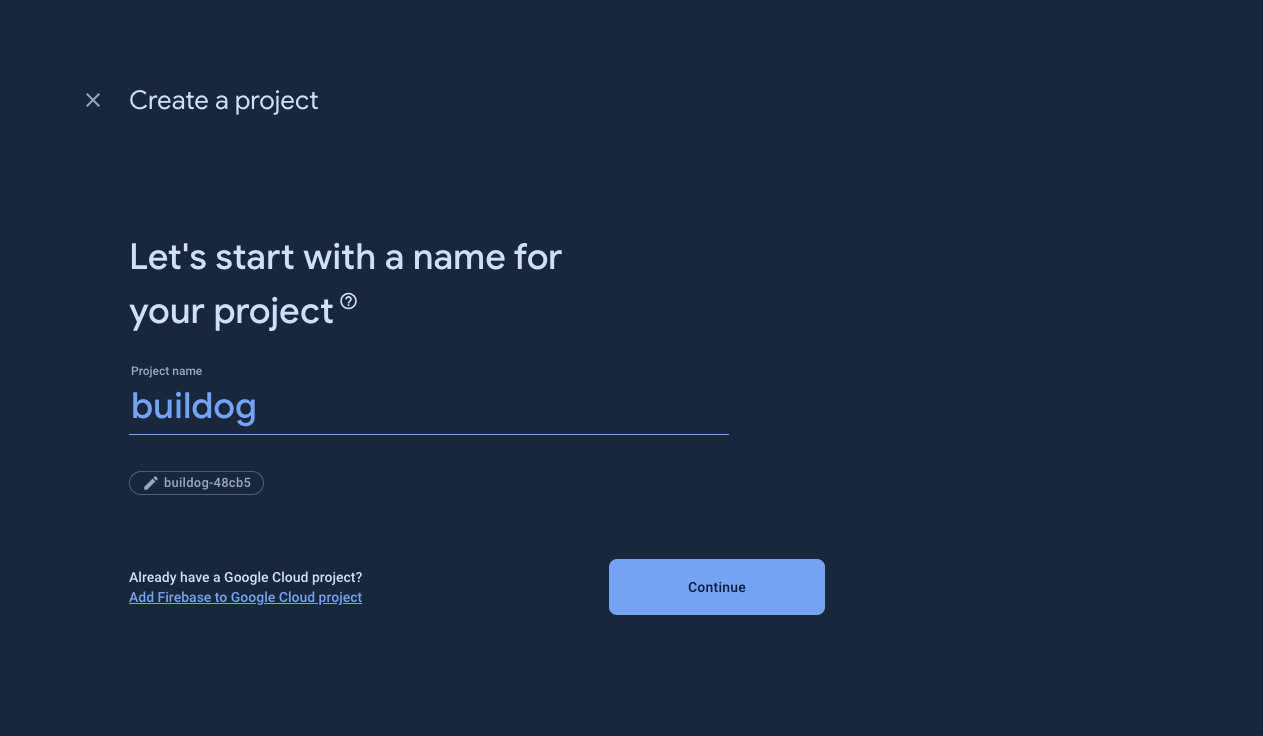 Create a project
Let's start with a name for
your project
Project name
buildog
buildog-48cb5
Already have a Google Cloud project?
Add Firebase to Google Cloud project
Continue